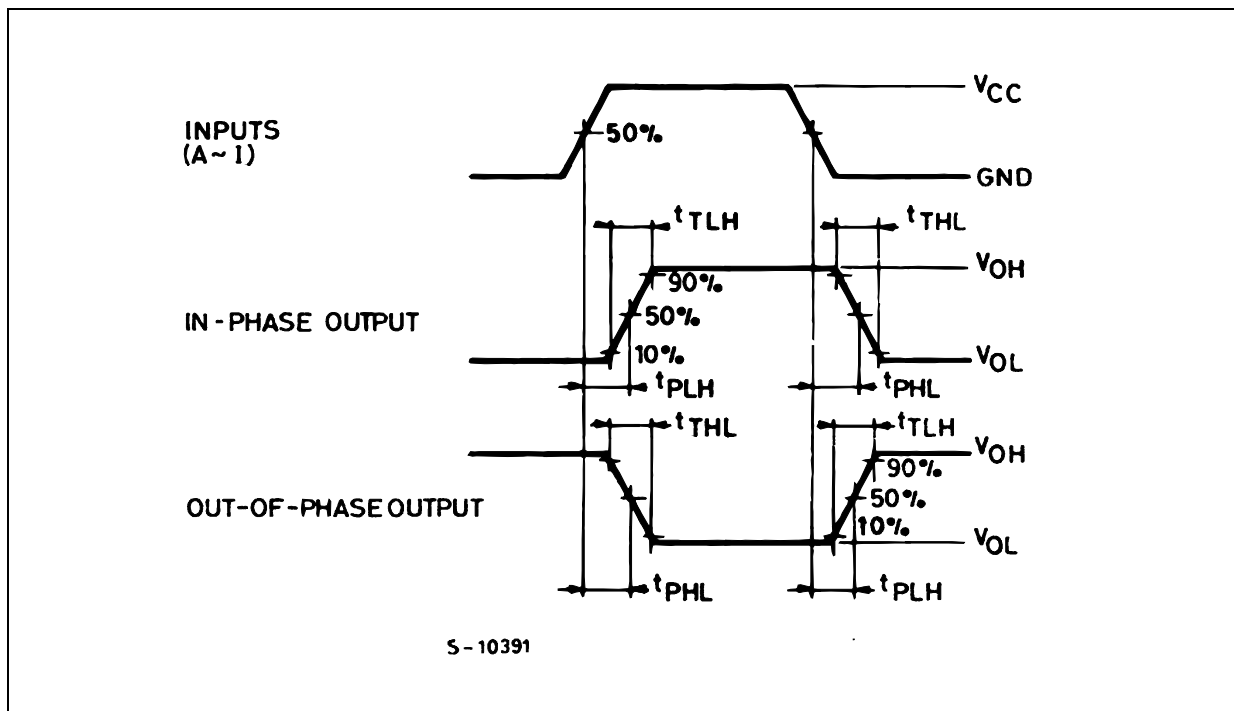 VCC
INPUTS
(A~I)
50%
GND
tTLH
tTHL
VOH
90%
50%
IN-PHASE OUTPUT
10%
VOL
tPLH
tPHL
tTHL
tTLH
VOH
90%
OUT-OF-PHASE OUTPUT
50%
10%
VOL
tPHL
tPLH
S-10391